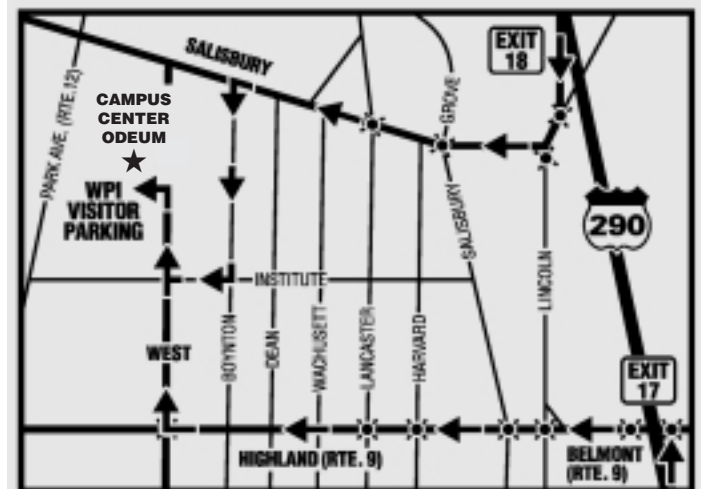 SALISBURY
EXIT
18
PARK AVE. (RTE.12)
CAMPUS
CENTER
ODEUM
GROVE
WPI
VISITOR
PARKING
290
SALISBURY
LINCOLN
INSTITUTE
WEST
BOYNTON
DEAN
WACHUSETT
LANCASTER
HARVARD
EXIT
17
HIGHLAND (RTE. 9)
BELMONT
(RTE. 9)